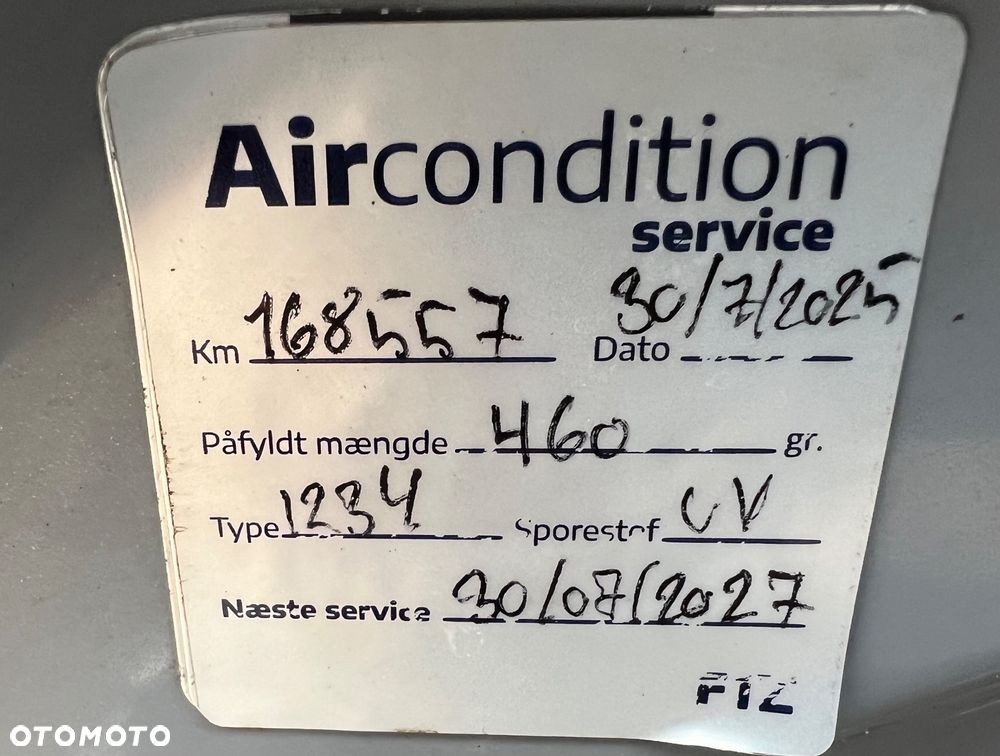 Aircondition
service
Km 168557 Dato 30/7/2025
Påfyldt mængde 460 gr.
Type 1234 Sporestof UV
Næste service 30/07/2027
FTZ
OTOMOTO